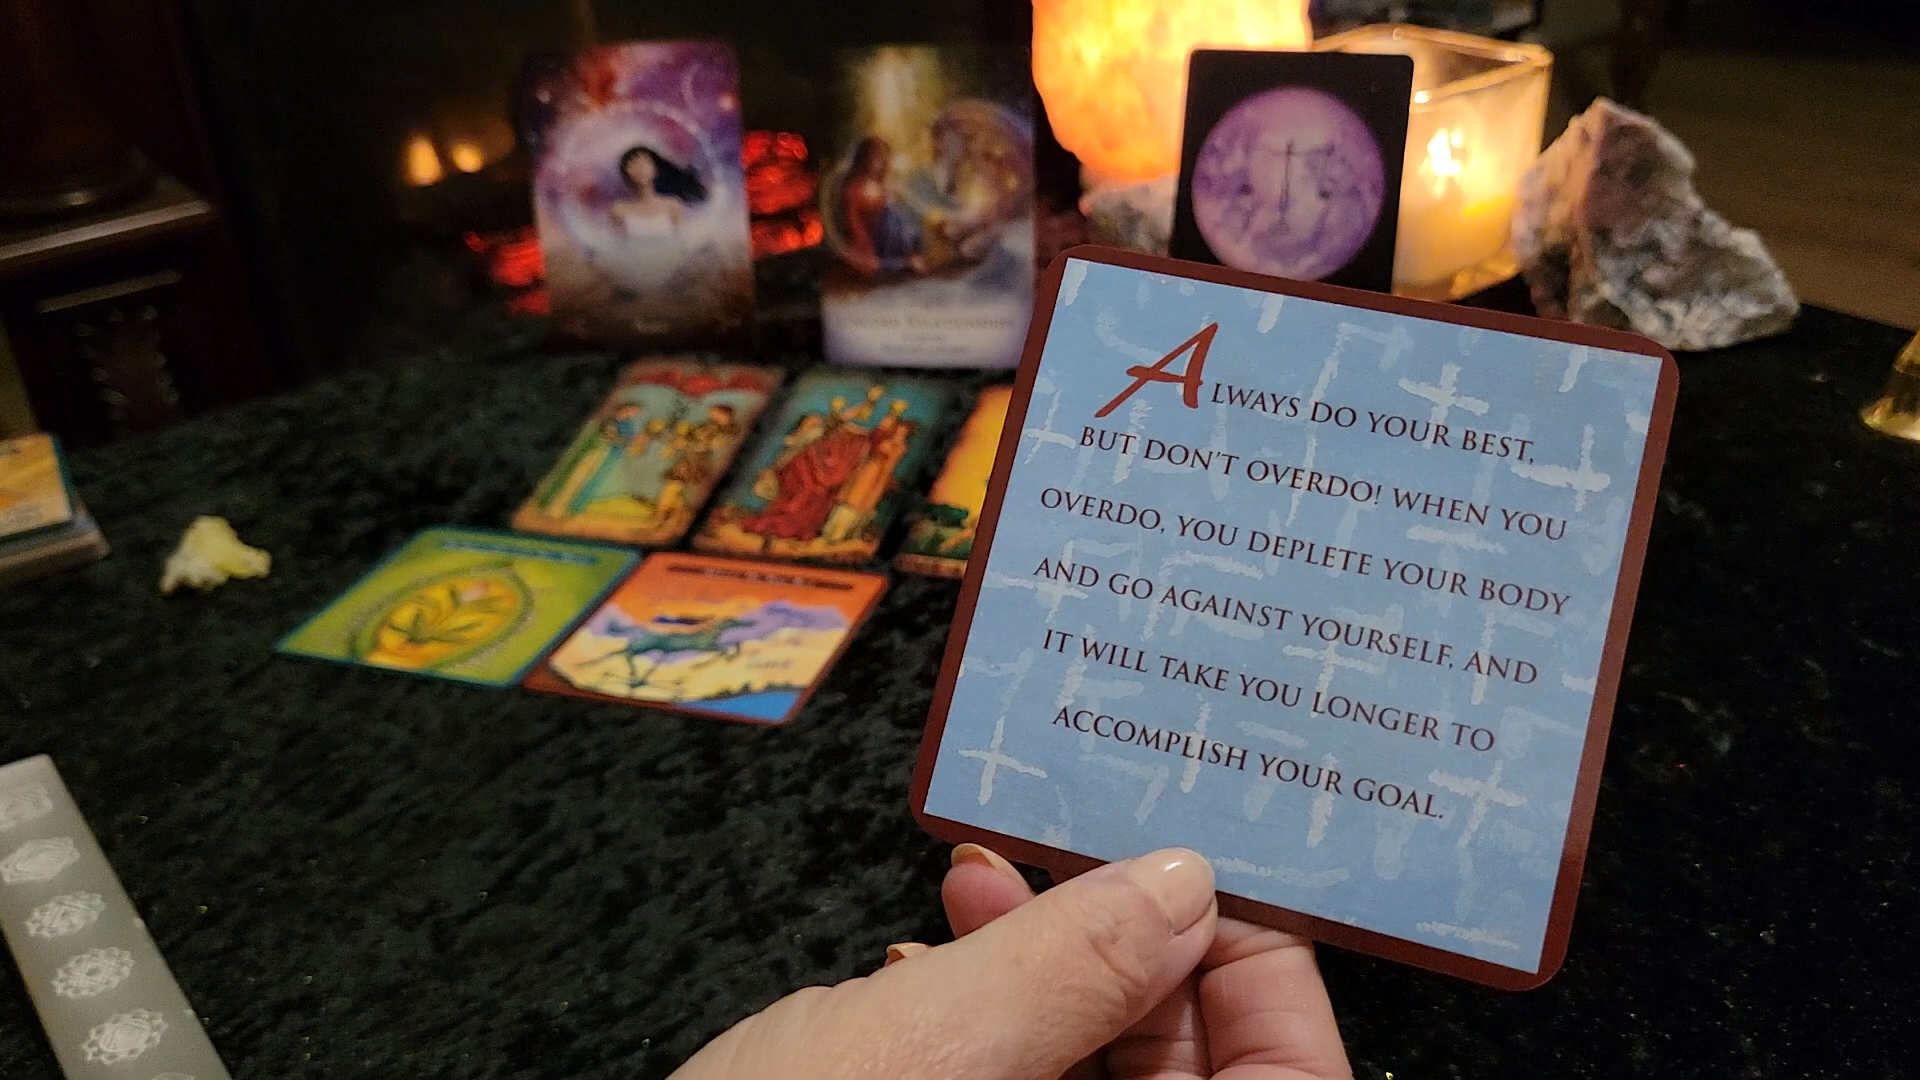 ALWAYS DO YOUR BEST,
BUT DON'T OVERDO! WHEN YOU
OVERDO, YOU DEPLETE YOUR BODY
AND GO AGAINST YOURSELF, AND
IT WILL TAKE YOU LONGER TO
ACCOMPLISH YOUR GOAL.